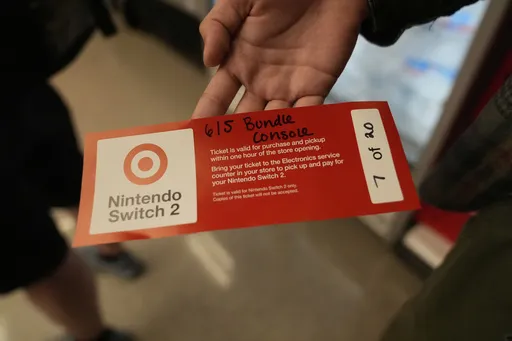 6/5 Bundle
Console
Ticket is valid for purchase and pickup
within one hour of the store opening.
Bring your ticket to the Electronics service
counter in your store to pick up and pay for
your Nintendo Switch 2.
Ticket is valid for Nintendo Switch 2 only.
Copies of this ticket will not be accepted.
Nintendo
Switch 2
7 of 20